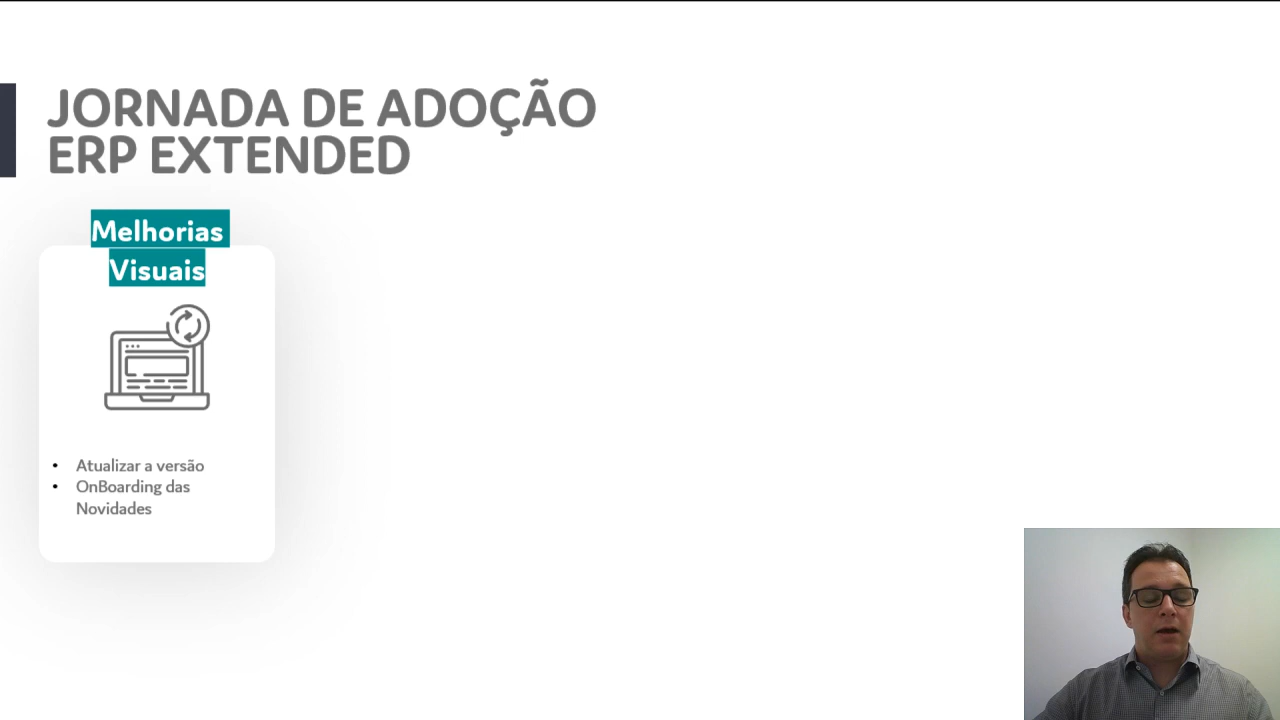 JORNADA DE ADOÇÃO
ERP EXTENDED
Melhorias
Visuais
• Atualizar a versão
• OnBoarding das
Novidades